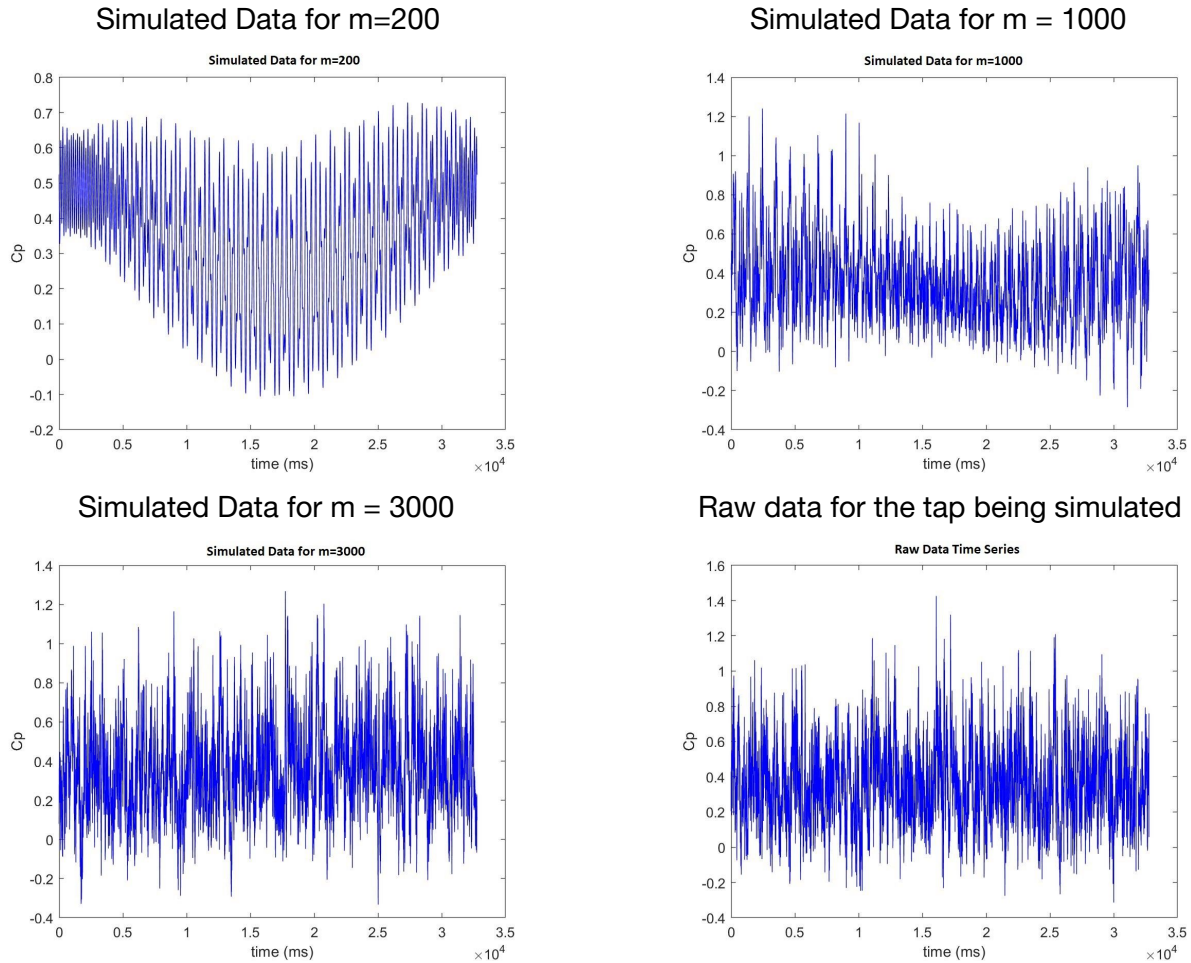 Simulated Data for m=200
Simulated Data for m=200
0.8
0.7
0.6
0.5
0.4
0.3
0.2
0.1
0
-0.1
-0.2
Cp
0 0.5 1 1.5 2 2.5 3 3.5
time (ms)
×10⁴
Simulated Data for m = 1000
Simulated Data for m=1000
1.4
1.2
1
0.8
0.6
0.4
0.2
0
-0.2
-0.4
Cp
0 0.5 1 1.5 2 2.5 3 3.5
time (ms)
×10⁴
Simulated Data for m = 3000
Simulated Data for m=3000
1.4
1.2
1
0.8
0.6
0.4
0.2
0
-0.2
-0.4
Cp
0 0.5 1 1.5 2 2.5 3 3.5
time (ms)
×10⁴
Raw data for the tap being simulated
Raw Data Time Series
1.6
1.4
1.2
1
0.8
0.6
0.4
0.2
0
-0.2
-0.4
Cp
0 0.5 1 1.5 2 2.5 3 3.5
time (ms)
×10⁴